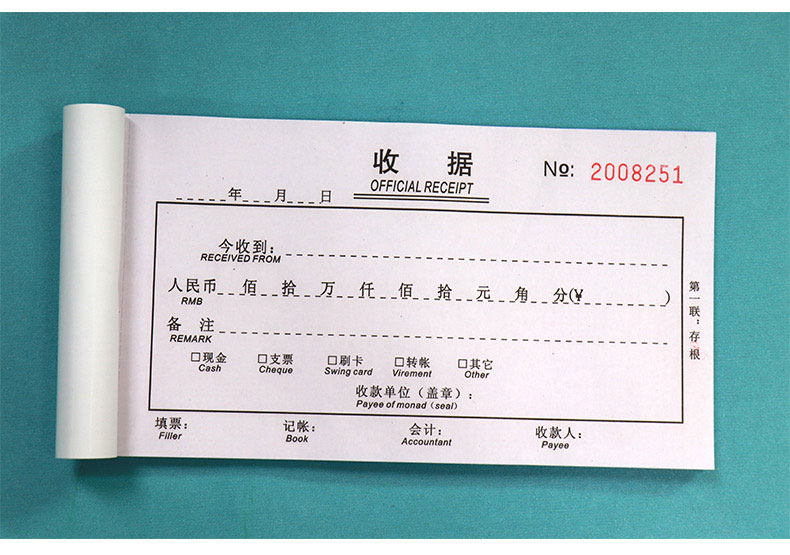 收 据
OFFICIAL RECEIPT
№: 2008251
年 月 日
今收到:
RECEIVED FROM
人民币 佰 拾 万 仟 佰 拾 元 角 分(¥ )
RMB
备 注
REMARK
□现金 □支票 □刷卡 □转帐 □其它
Cash Cheque Swing card Virement Other
收款单位（盖章）:
Payee of monad (seal)
填票: 记帐: 会计: 收款人:
Filler Book Accountant Payee
第一联:存根